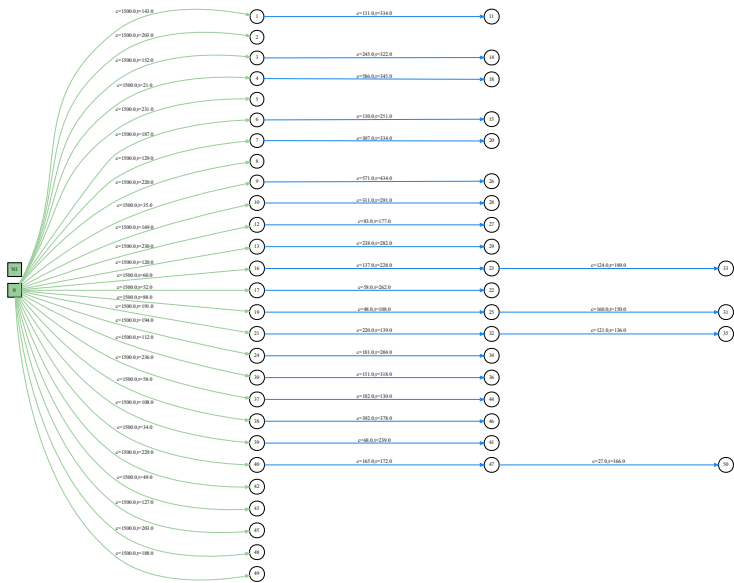 c=1500.0,t=143.0
1
c=131.0,t=334.0
11
c=1500.0,t=203.0
2
c=1500.0,t=152.0
3
c=245.0,t=322.0
14
c=1500.0,t=21.0
4
c=586.0,t=345.0
18
c=1500.0,t=231.0
5
c=1500.0,t=187.0
6
c=130.0,t=251.0
15
c=1500.0,t=129.0
7
c=307.0,t=334.0
20
c=1500.0,t=220.0
8
c=1500.0,t=35.0
9
c=571.0,t=434.0
26
c=1500.0,t=169.0
10
c=311.0,t=291.0
28
c=1500.0,t=230.0
12
c=83.0,t=177.0
27
c=1500.0,t=120.0
13
c=238.0,t=282.0
29
51
c=1500.0,t=60.0
16
c=137.0,t=228.0
23
c=124.0,t=189.0
33
0
c=1500.0,t=52.0
17
c=58.0,t=262.0
22
c=1500.0,t=88.0
19
c=48.0,t=108.0
25
c=160.0,t=150.0
31
c=1500.0,t=191.0
21
c=220.0,t=139.0
32
c=121.0,t=136.0
35
c=1500.0,t=194.0
24
c=181.0,t=204.0
34
c=1500.0,t=112.0
30
c=151.0,t=318.0
36
c=1500.0,t=236.0
37
c=182.0,t=130.0
44
c=1500.0,t=58.0
38
c=392.0,t=378.0
46
c=1500.0,t=108.0
39
c=68.0,t=239.0
41
c=1500.0,t=34.0
40
c=165.0,t=172.0
47
c=27.0,t=166.0
50
c=1500.0,t=229.0
42
c=1500.0,t=49.0
43
c=1500.0,t=127.0
45
c=1500.0,t=203.0
48
c=1500.0,t=188.0
49